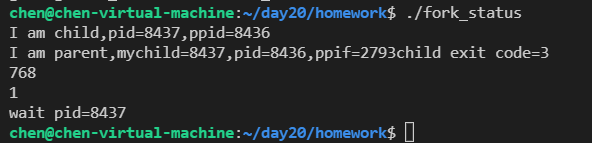 chen@chen-virtual-machine:~/day20/homework$ ./fork_status
I am child,pid=8437,ppid=8436
I am parent,mychild=8437,pid=8436,ppif=2793child exit code=3
768
1
wait pid=8437
chen@chen-virtual-machine:~/day20/homework$